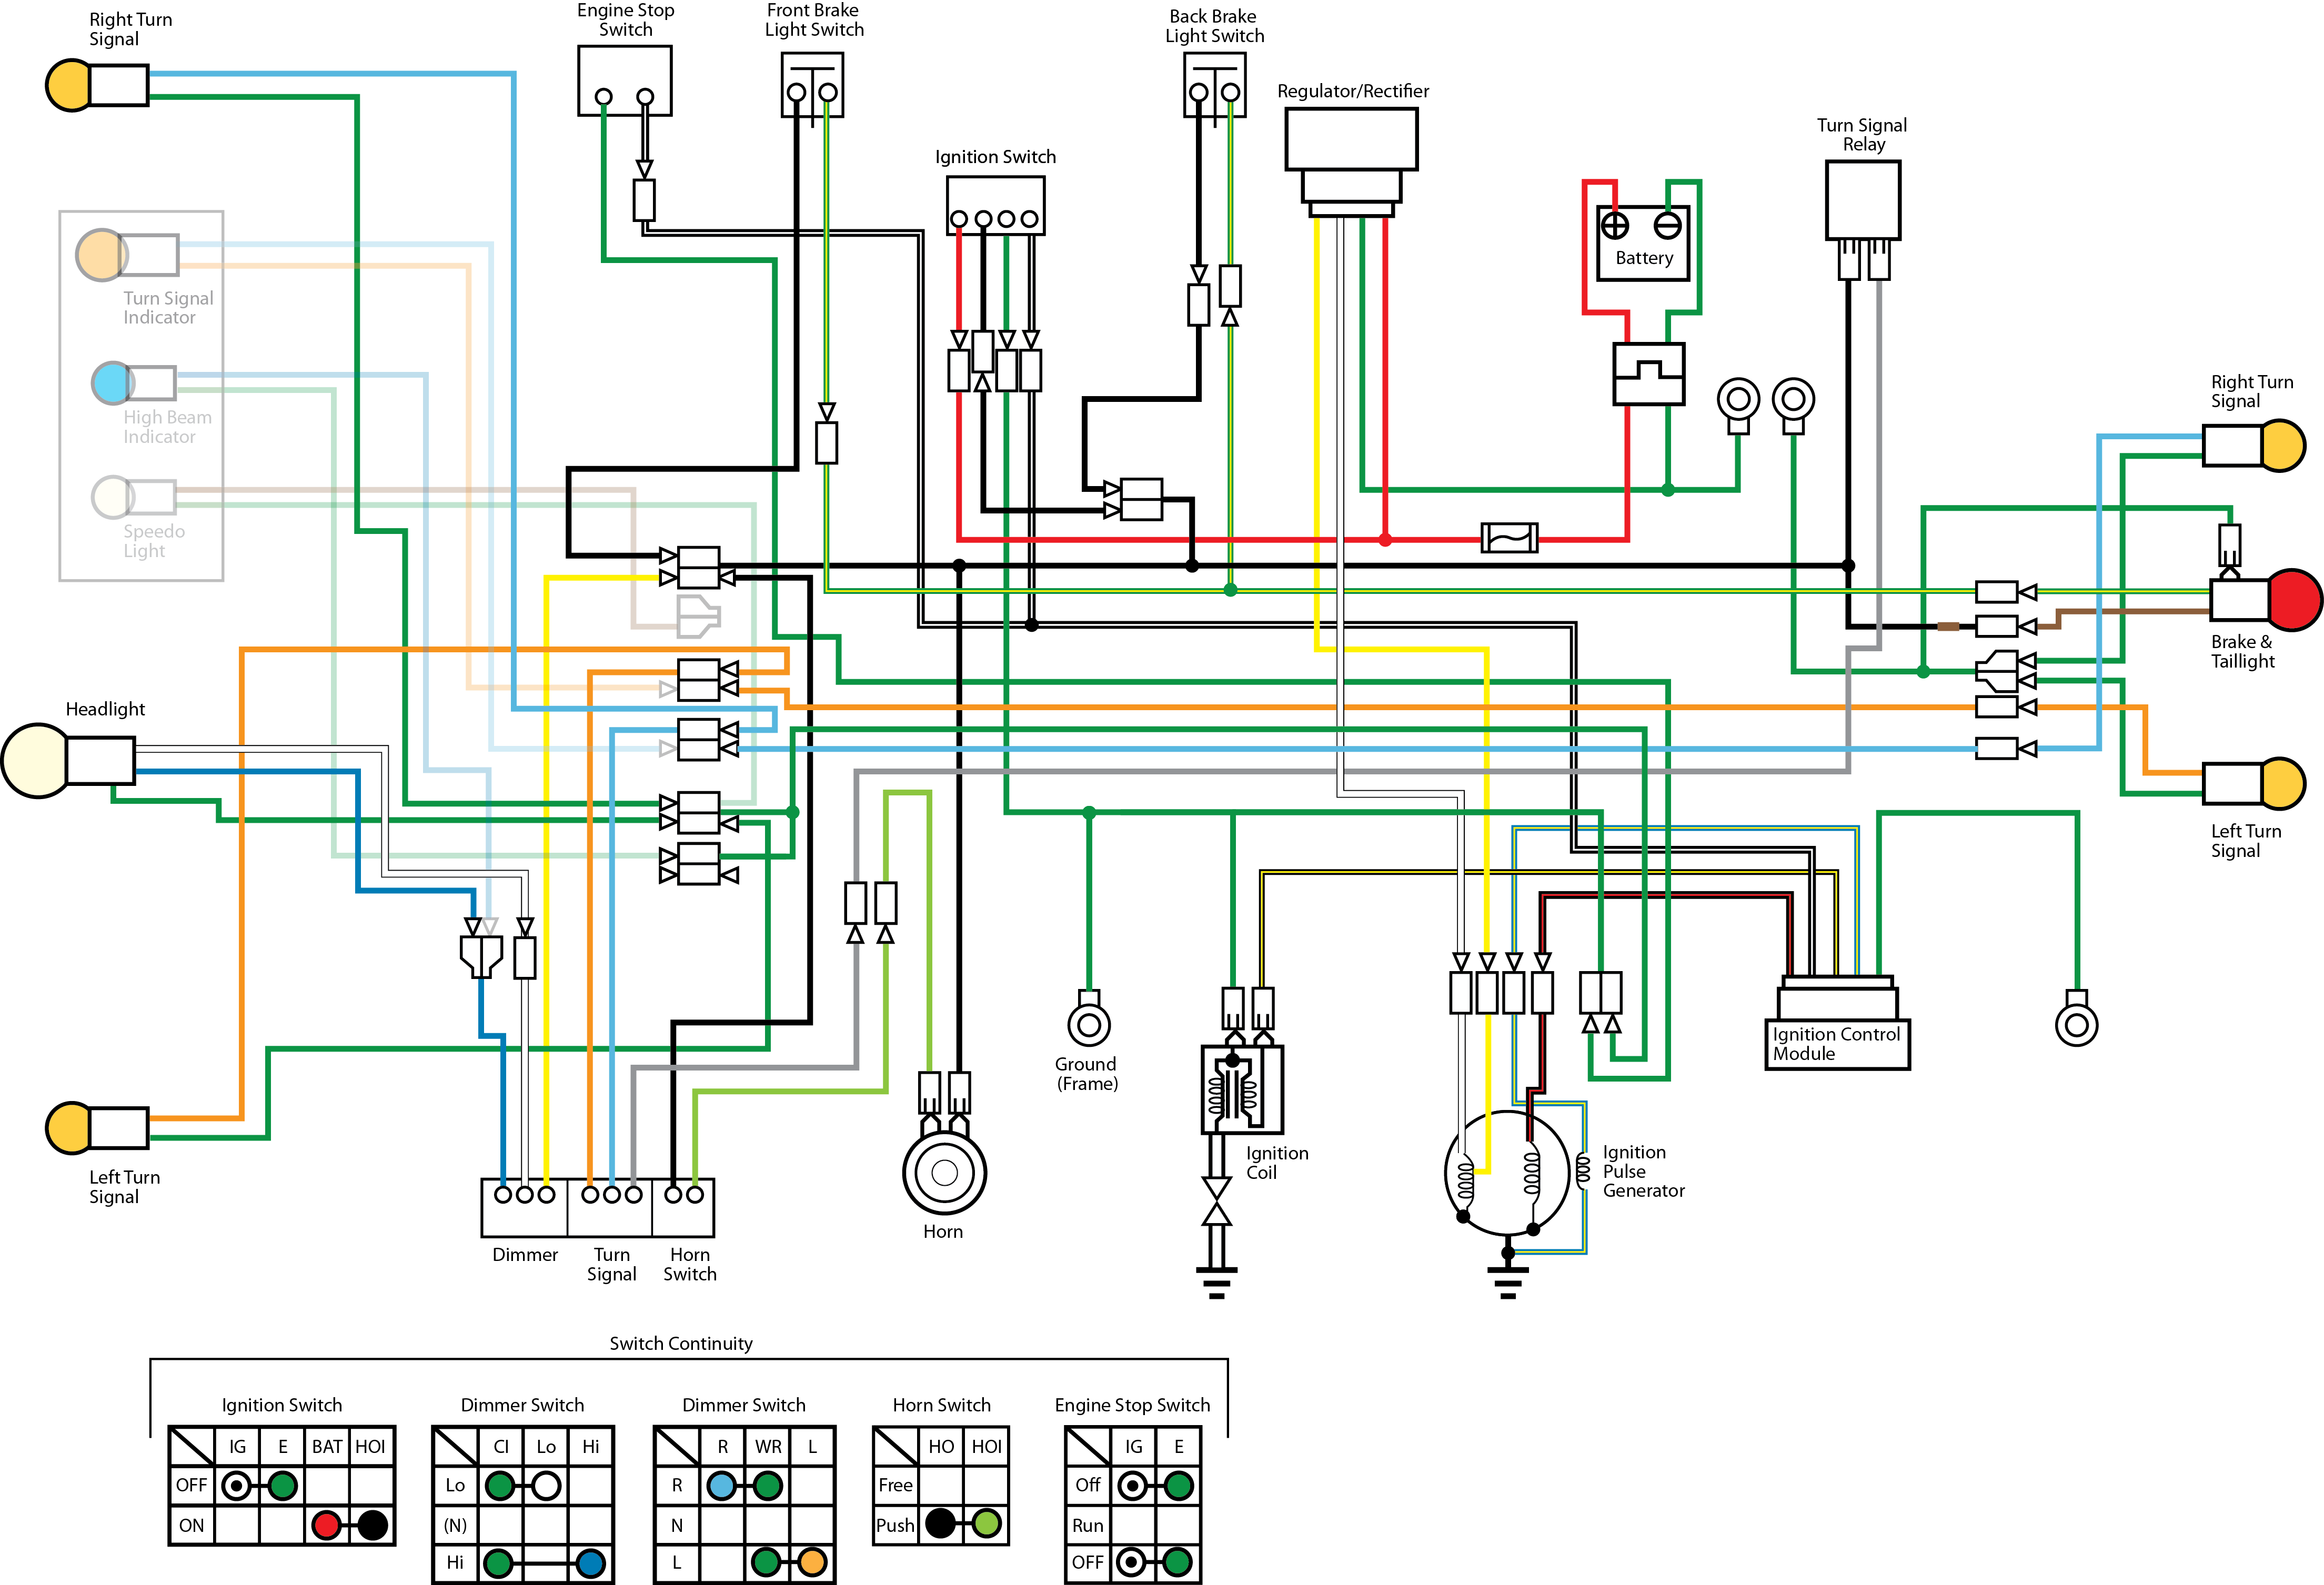 Right Turn
Signal
Engine Stop
Switch
Front Brake
Light Switch
Back Brake
Light Switch
Regulator/Rectifier
Ignition Switch
Turn Signal
Relay
Battery
Turn Signal
Indicator
High Beam
Indicator
Speedo
Light
Right Turn
Signal
Brake &
Taillight
Headlight
Left Turn
Signal
Ignition Control
Module
Ground
(Frame)
Ignition
Coil
Ignition
Pulse
Generator
Left Turn
Signal
Horn
Dimmer
Turn
Signal
Horn
Switch
Switch Continuity
Ignition Switch
IG E BAT HOI
OFF
ON
Dimmer Switch
CI Lo Hi
Lo
(N)
Hi
Dimmer Switch
R WR L
R
N
L
Horn Switch
HO HOI
Free
Push
Engine Stop Switch
IG E
Off
Run
OFF